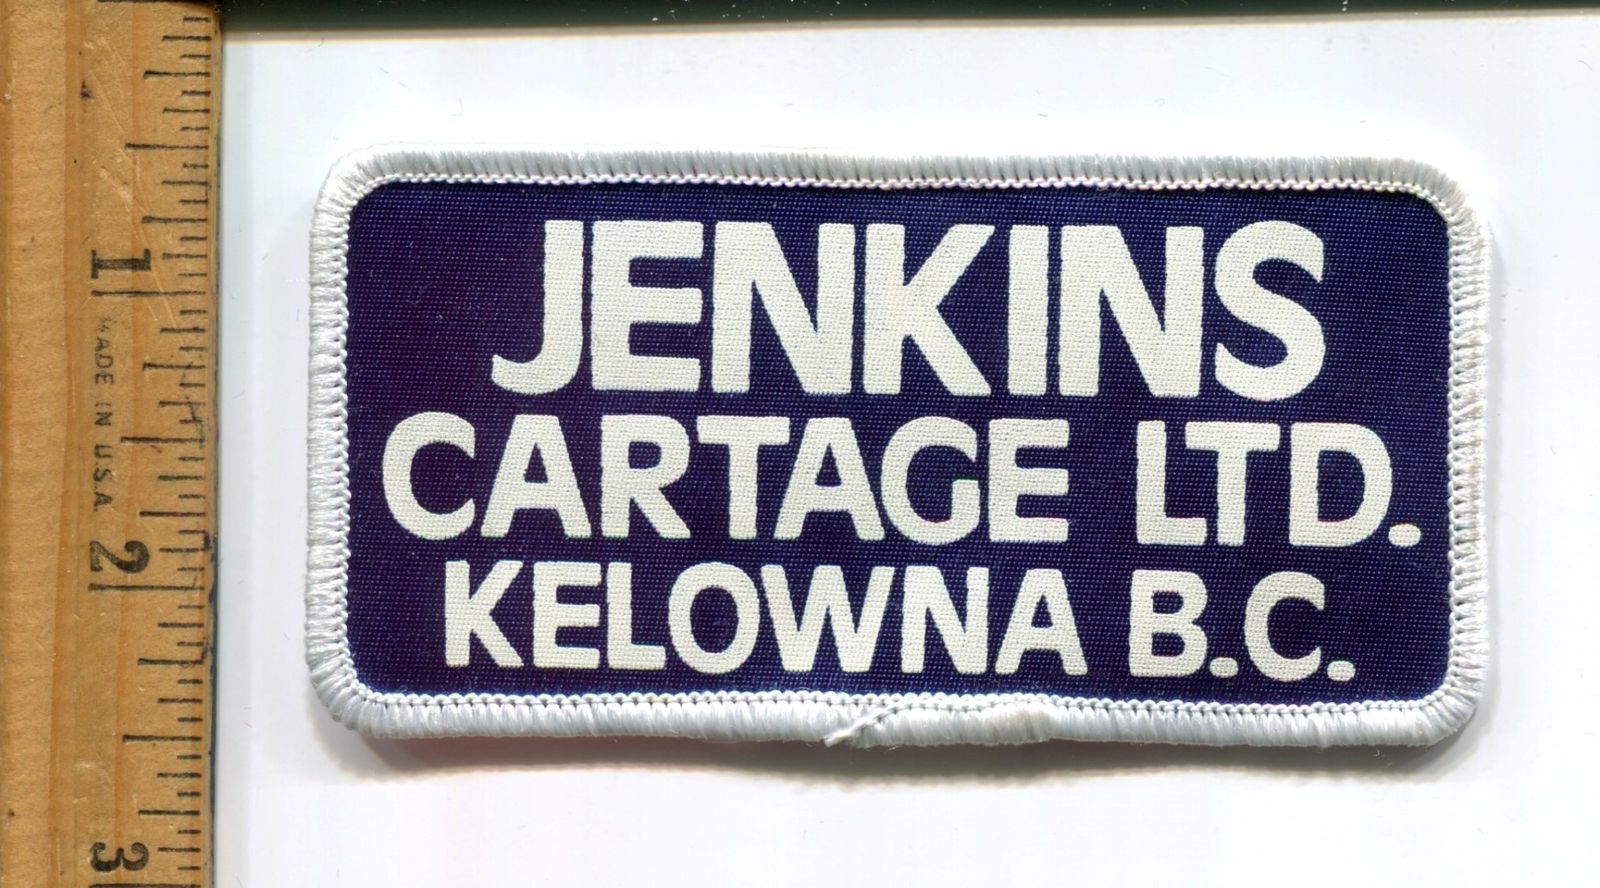 JENKINS
CARTAGE LTD.
KELOWNA B.C.
1
MADE IN U.S.A.
2
3